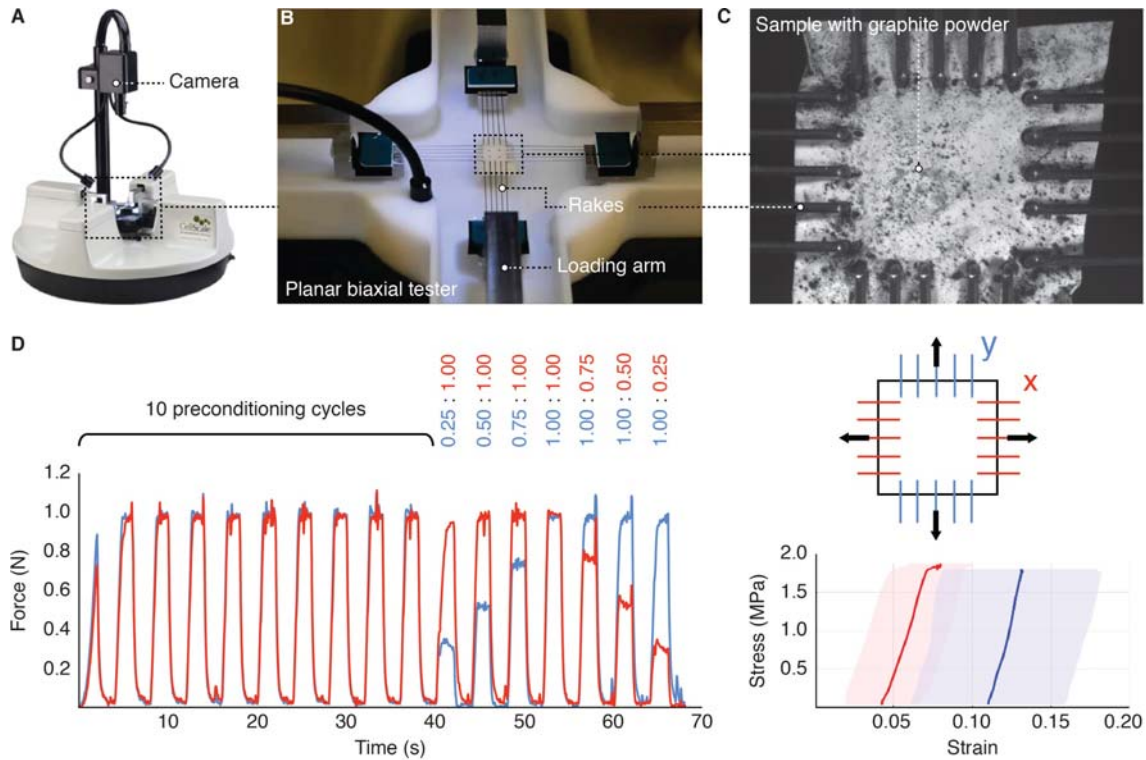 A
Camera
CellScale
B
Rakes
Loading arm
Planar biaxial tester
C
Sample with graphite powder
D
10 preconditioning cycles
0.25 : 1.00
0.50 : 1.00
0.75 : 1.00
1.00 : 1.00
1.00 : 0.75
1.00 : 0.50
1.00 : 0.25
1.2
1.0
0.8
0.6
0.4
0.2
Force (N)
10 20 30 40 50 60 70
Time (s)
y
x
2.0
1.5
1.0
0.5
Stress (MPa)
0.05 0.10 0.15 0.20
Strain